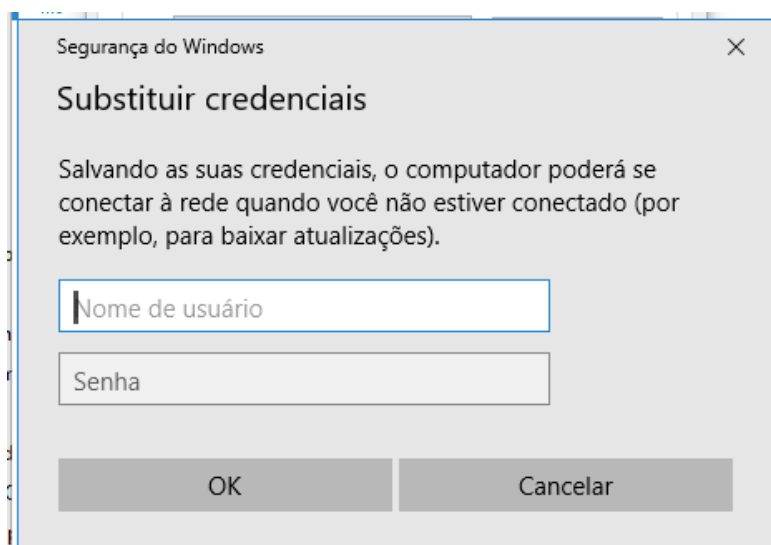 Segurança do Windows
Substituir credenciais
Salvando as suas credenciais, o computador poderá se
conectar à rede quando você não estiver conectado (por
exemplo, para baixar atualizações).
Nome de usuário
Senha
OK
Cancelar